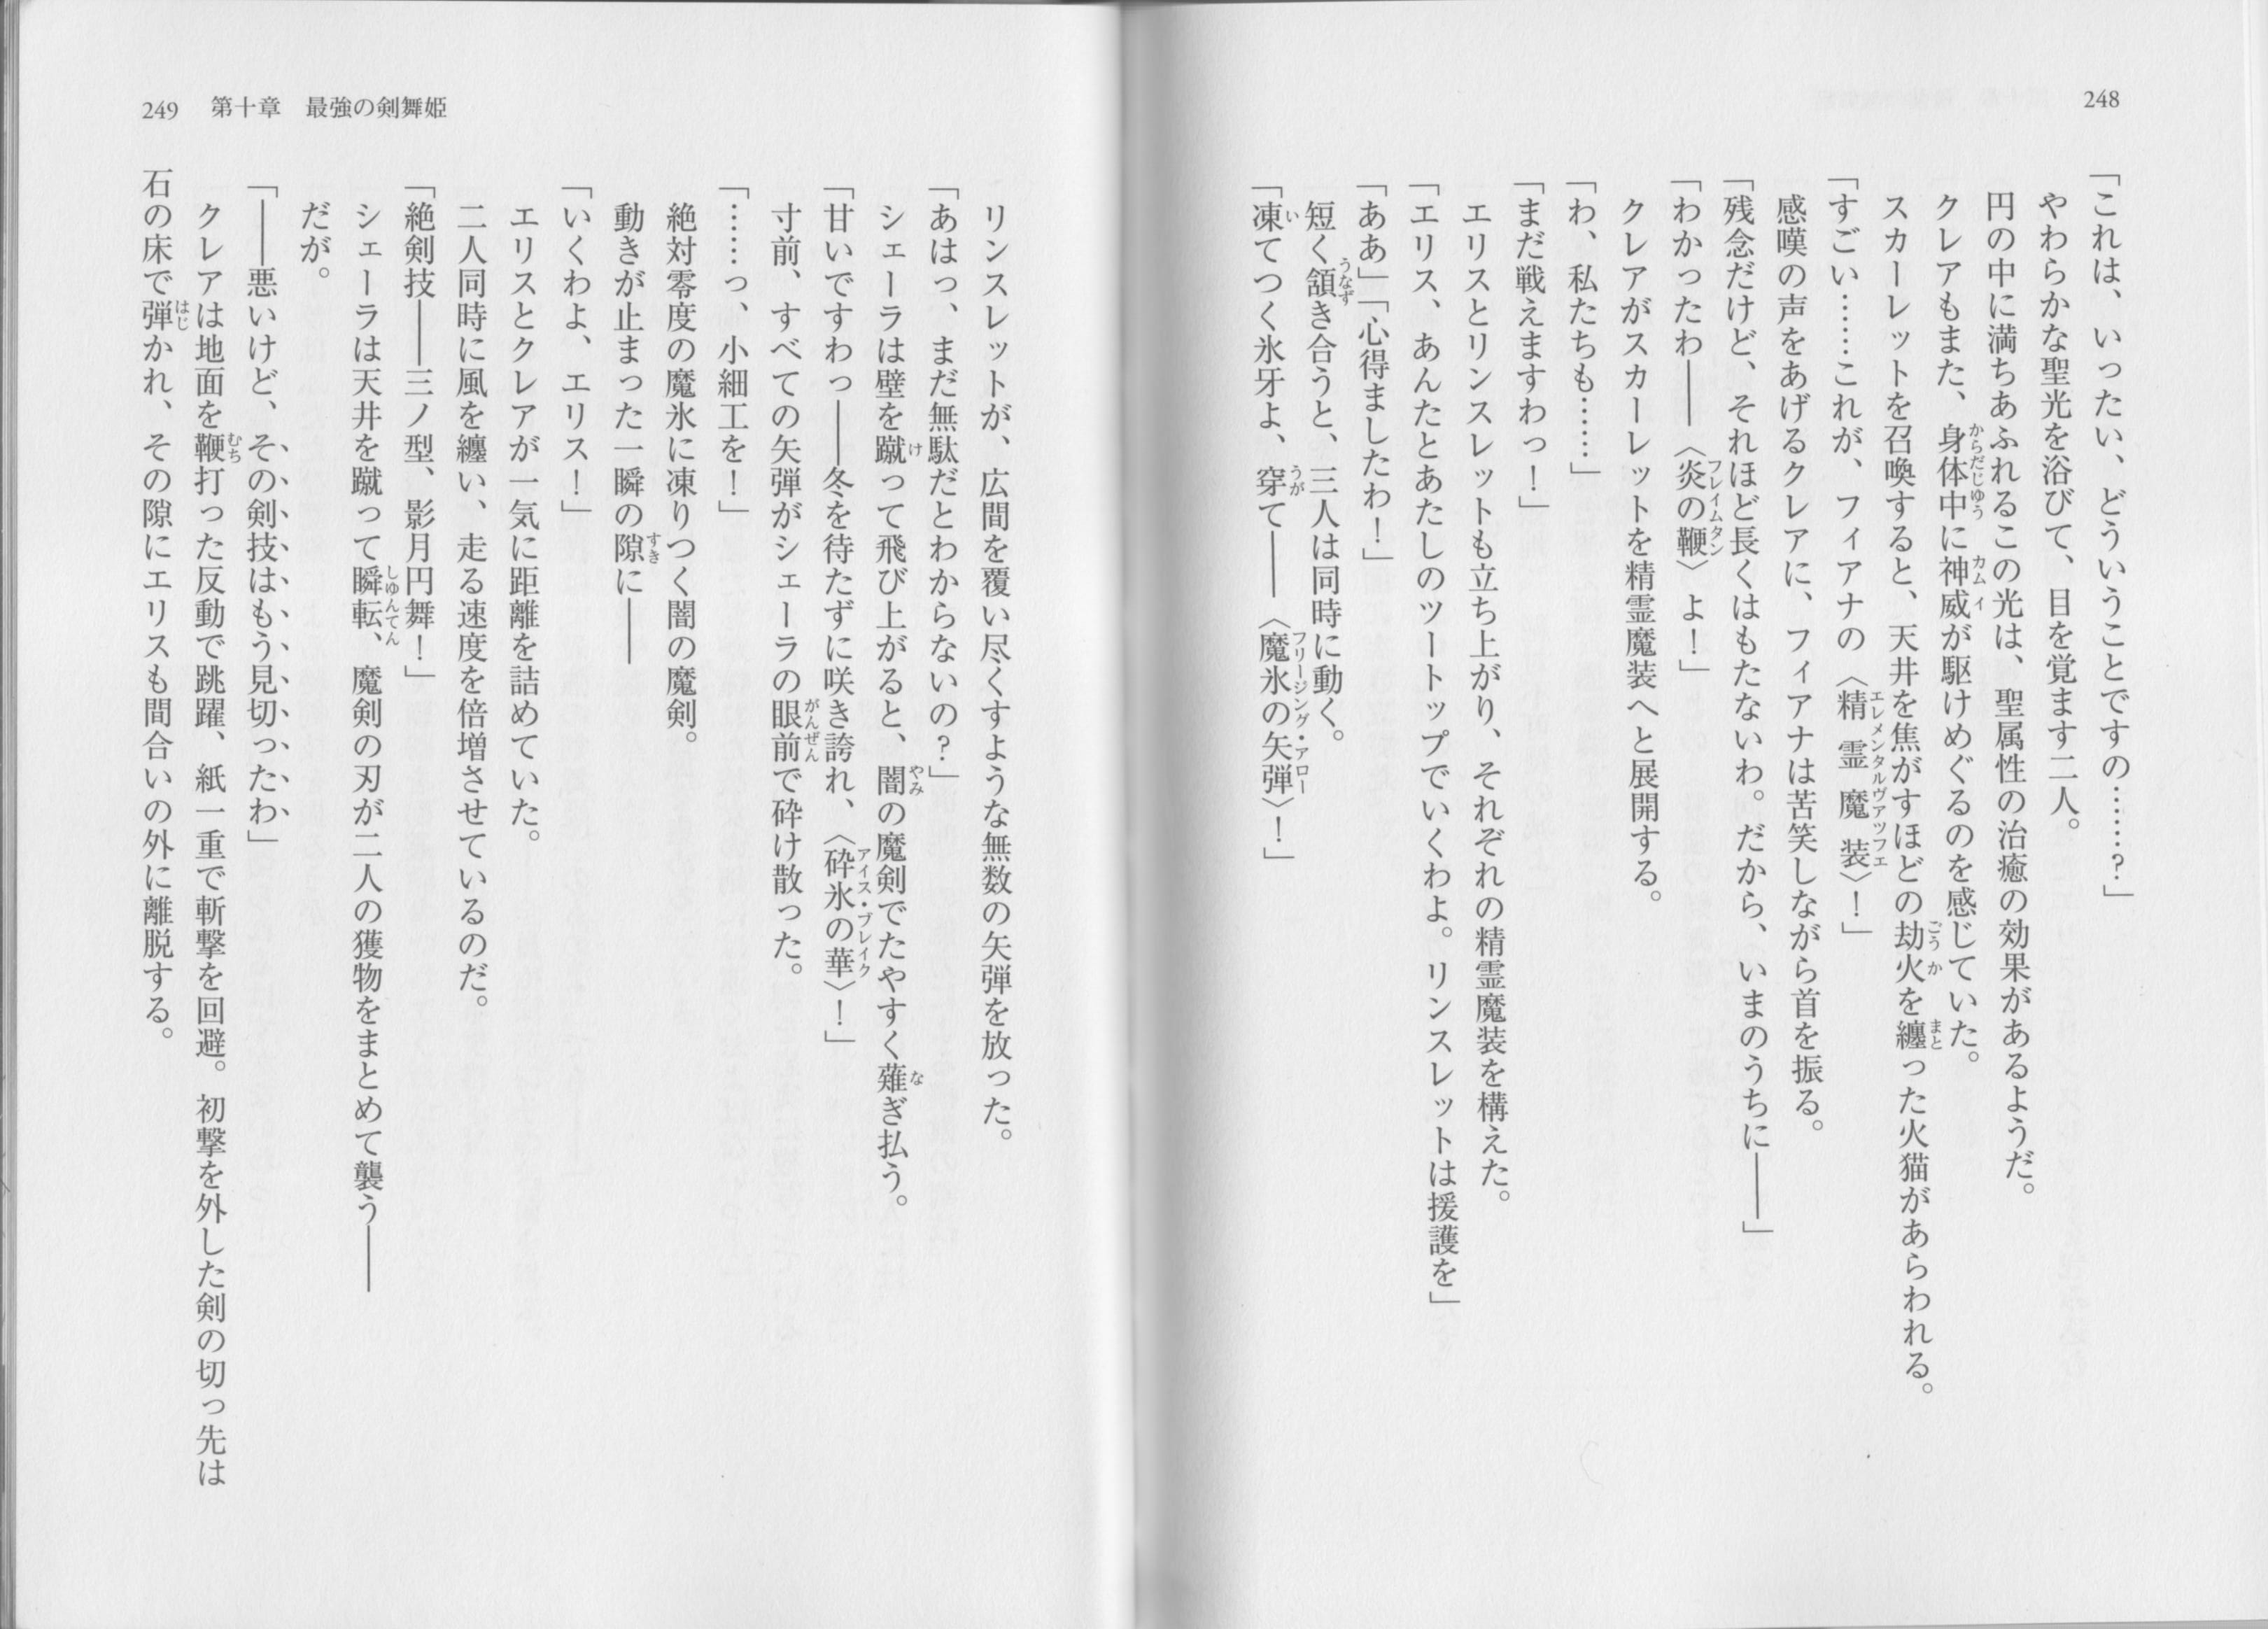 248
「これは、いったい、どういうことですの……?」
やわらかな聖光を浴びて、目を覚ます二人。
円の中に満ちあふれるこの光は、聖属性の治癒の効果があるようだ。
クレアもまた、身体中に神威が駆けめぐるのを感じていた。
スカーレットを召喚すると、天井を焦がすほどの劫火を纏った火猫があらわれる。
「すごい……これが、フィアナの〈精霊魔装〉!」
感嘆の声をあげるクレアに、フィアナは苦笑しながら首を振る。
「残念だけど、それほど長くはもたないわ。だから、いまのうちに――」
「わかったわ――〈炎の鞭〉よ!」
クレアがスカーレットを精霊魔装へと展開する。
「わ、私たちも……」
「まだ戦えますわっ!」
エリスとリンスレットも立ち上がり、それぞれの精霊魔装を構えた。
「エリス、あんたとあたしのツートップでいくわよ。リンスレットは援護を」
「ああ」「心得ましたわ!」
短く頷き合うと、三人は同時に動く。
「凍てつく氷牙よ、穿て――〈魔氷の矢弾〉!」
249 第十章 最強の剣舞姫
リンスレットが、広間を覆い尽くすような無数の矢弾を放った。
「あはっ、まだ無駄だとわからないの?」
シェーラは壁を蹴って飛び上がると、闇の魔剣でたやすく薙ぎ払う。
「甘いですわっ――冬を待たずに咲き誇れ、〈砕氷の華〉!」
寸前、すべての矢弾がシェーラの眼前で砕け散った。
「……っ、小細工を!」
絶対零度の魔氷に凍りつく闇の魔剣。
動きが止まった一瞬の隙に――
「いくわよ、エリス!」
エリスとクレアが一気に距離を詰めていた。
二人同時に風を纏い、走る速度を倍増させているのだ。
「絶剣技――三ノ型、影月円舞!」
シェーラは天井を蹴って瞬転、魔剣の刃が二人の獲物をまとめて襲う――
だが。
「――悪いけど、その剣技はもう見切ったわ」
クレアは地面を鞭打った反動で跳躍、紙一重で斬撃を回避。初撃を外した剣の切っ先は
石の床で弾かれ、その隙にエリスも間合いの外に離脱する。